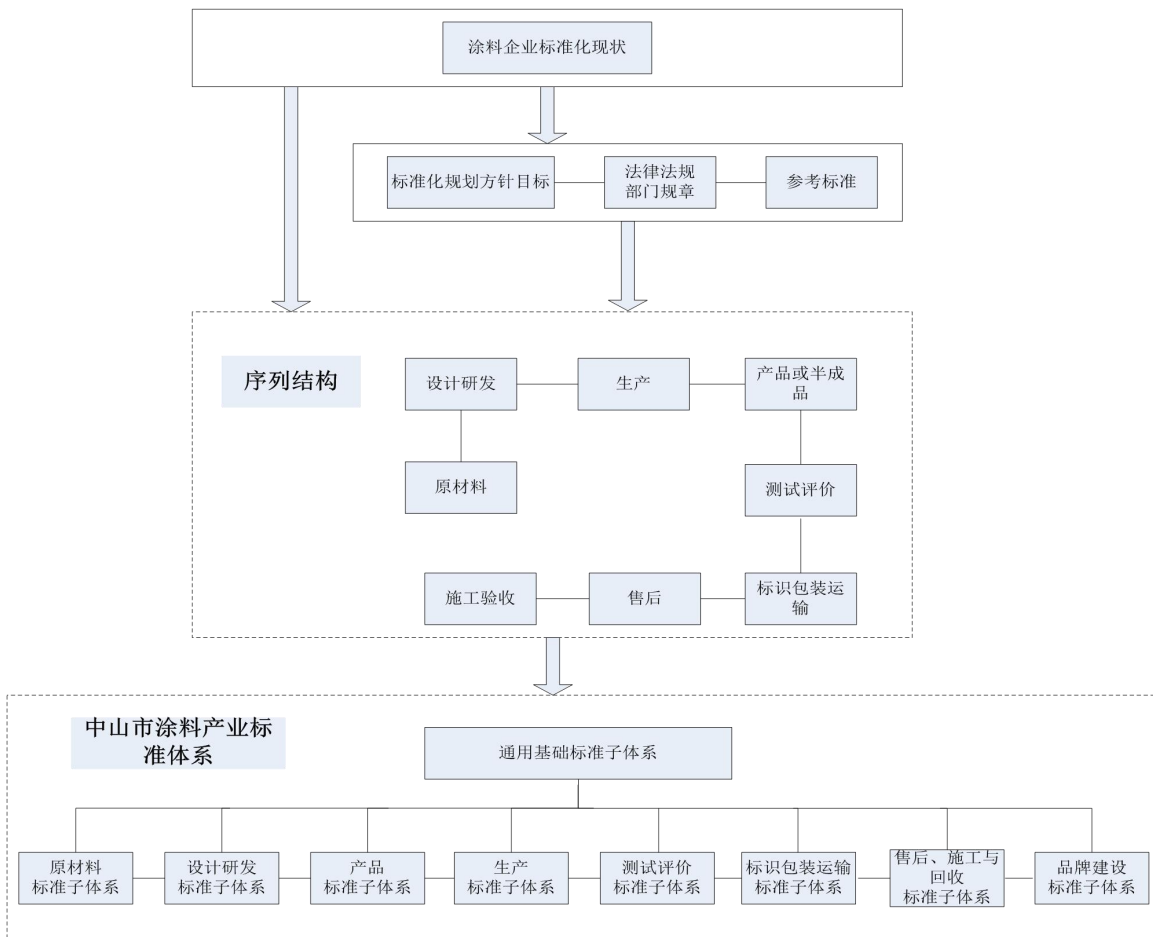 涂料企业标准化现状
标准化规划方针目标
法律法规
部门规章
参考标准
序列结构
设计研发
生产
产品或半成
品
原材料
测试评价
施工验收
售后
标识包装运
输
中山市涂料产业标
准体系
通用基础标准子体系
原材料
标准子体系
设计研发
标准子体系
产品
标准子体系
生产
标准子体系
测试评价
标准子体系
标识包装运输
标准子体系
售后、施工与
回收
标准子体系
品牌建设
标准子体系